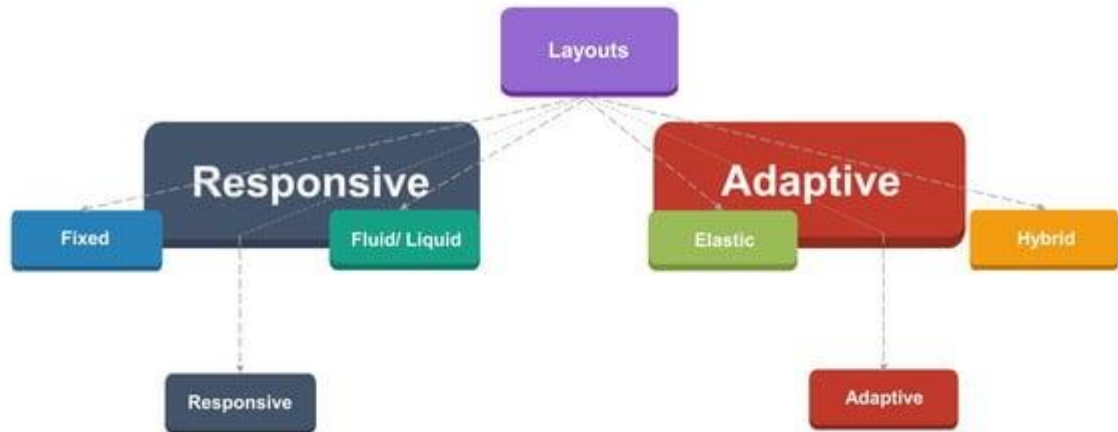 Layouts
Responsive
Adaptive
Fixed
Fluid/ Liquid
Elastic
Hybrid
Responsive
Adaptive